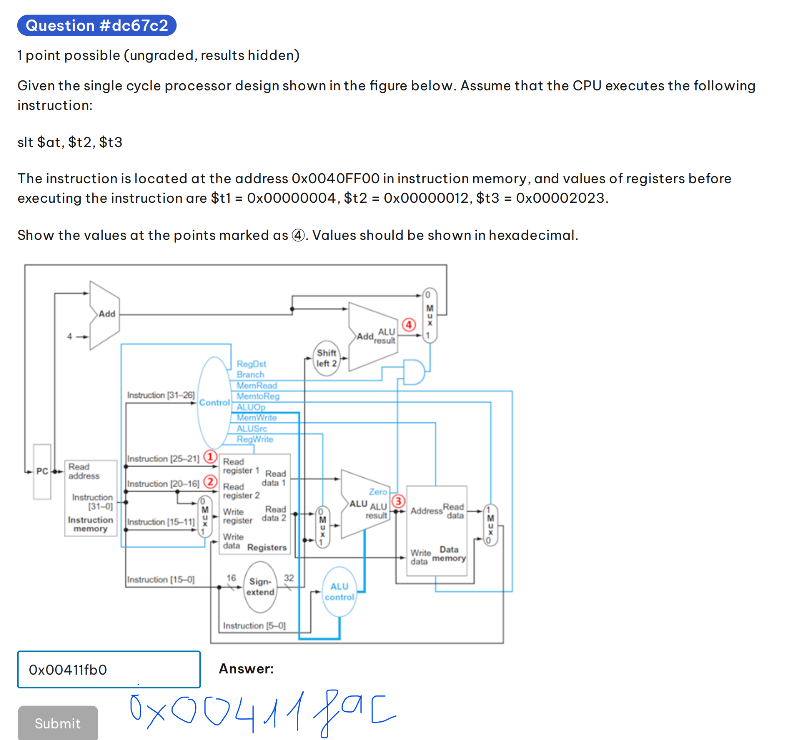 Question #dc67c2
1 point possible (ungraded, results hidden)
Given the single cycle processor design shown in the figure below. Assume that the CPU executes the following
instruction:
slt $at, $t2, $t3
The instruction is located at the address 0x0040FF00 in instruction memory, and values of registers before
executing the instruction are $t1 = 0x00000004, $t2 = 0x00000012, $t3 = 0x00002023.
Show the values at the points marked as ④. Values should be shown in hexadecimal.
0
M
u
x
1
Add
4
Add ALU
result
④
Shift
left 2
RegDst
Branch
MemRead
MemtoReg
ALUOp
MemWrite
ALUSrc
RegWrite
Instruction [31–26]
Control
PC
Read
address
Instruction
[31–0]
Instruction
memory
Instruction [25–21] ①
Instruction [20–16] ②
Instruction [15–11]
0
M
u
x
1
Read
register 1
Read
data 1
Read
register 2
Write
register
Read
data 2
Write
data
Registers
0
M
u
x
1
Zero
ALU ALU
result
③
Address
Read
data
Write
data
Data
memory
1
M
u
x
0
Instruction [15–0]
16
Sign-
extend
32
ALU
control
Instruction [5–0]
0x00411fb0
Answer:
0x00411fac
Submit